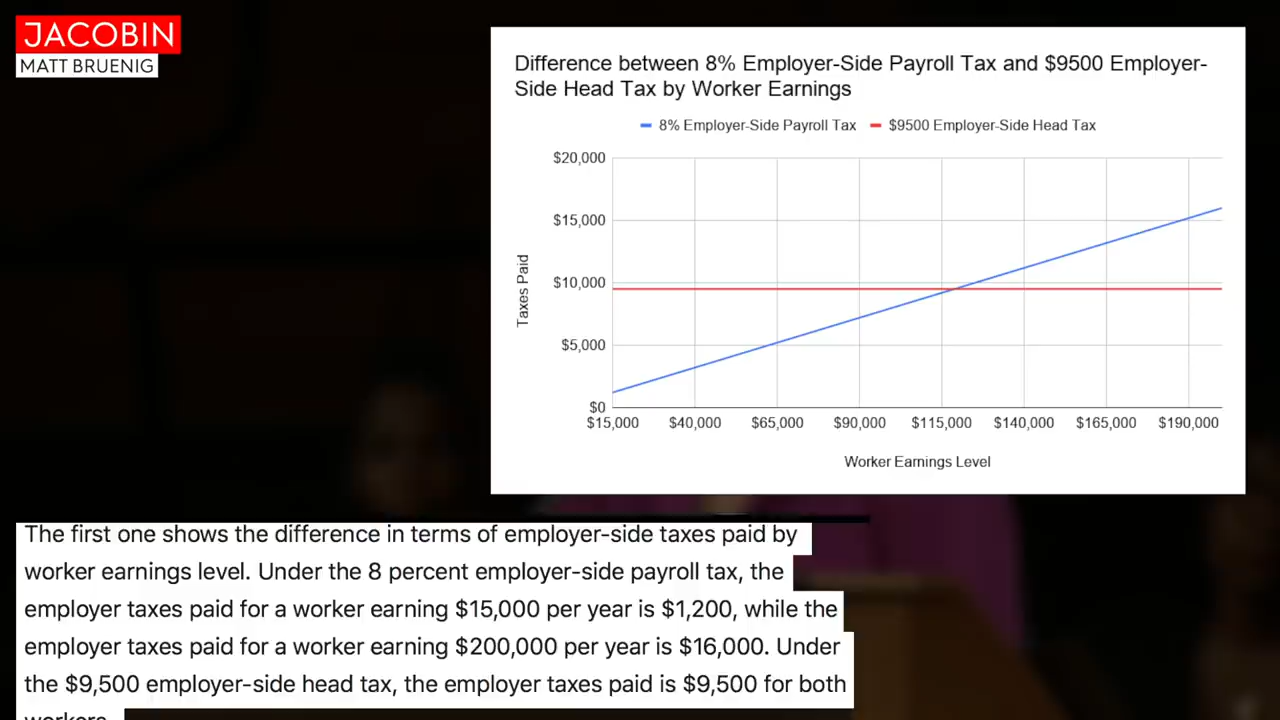 JACOBIN
MATT BRUENIG
Difference between 8% Employer-Side Payroll Tax and $9500 Employer-
Side Head Tax by Worker Earnings
8% Employer-Side Payroll Tax
$9500 Employer-Side Head Tax
$20,000
$15,000
$10,000
$5,000
$0
Taxes Paid
$15,000
$40,000
$65,000
$90,000
$115,000
$140,000
$165,000
$190,000
Worker Earnings Level
The first one shows the difference in terms of employer-side taxes paid by
worker earnings level. Under the 8 percent employer-side payroll tax, the
employer taxes paid for a worker earning $15,000 per year is $1,200, while the
employer taxes paid for a worker earning $200,000 per year is $16,000. Under
the $9,500 employer-side head tax, the employer taxes paid is $9,500 for both
workers.